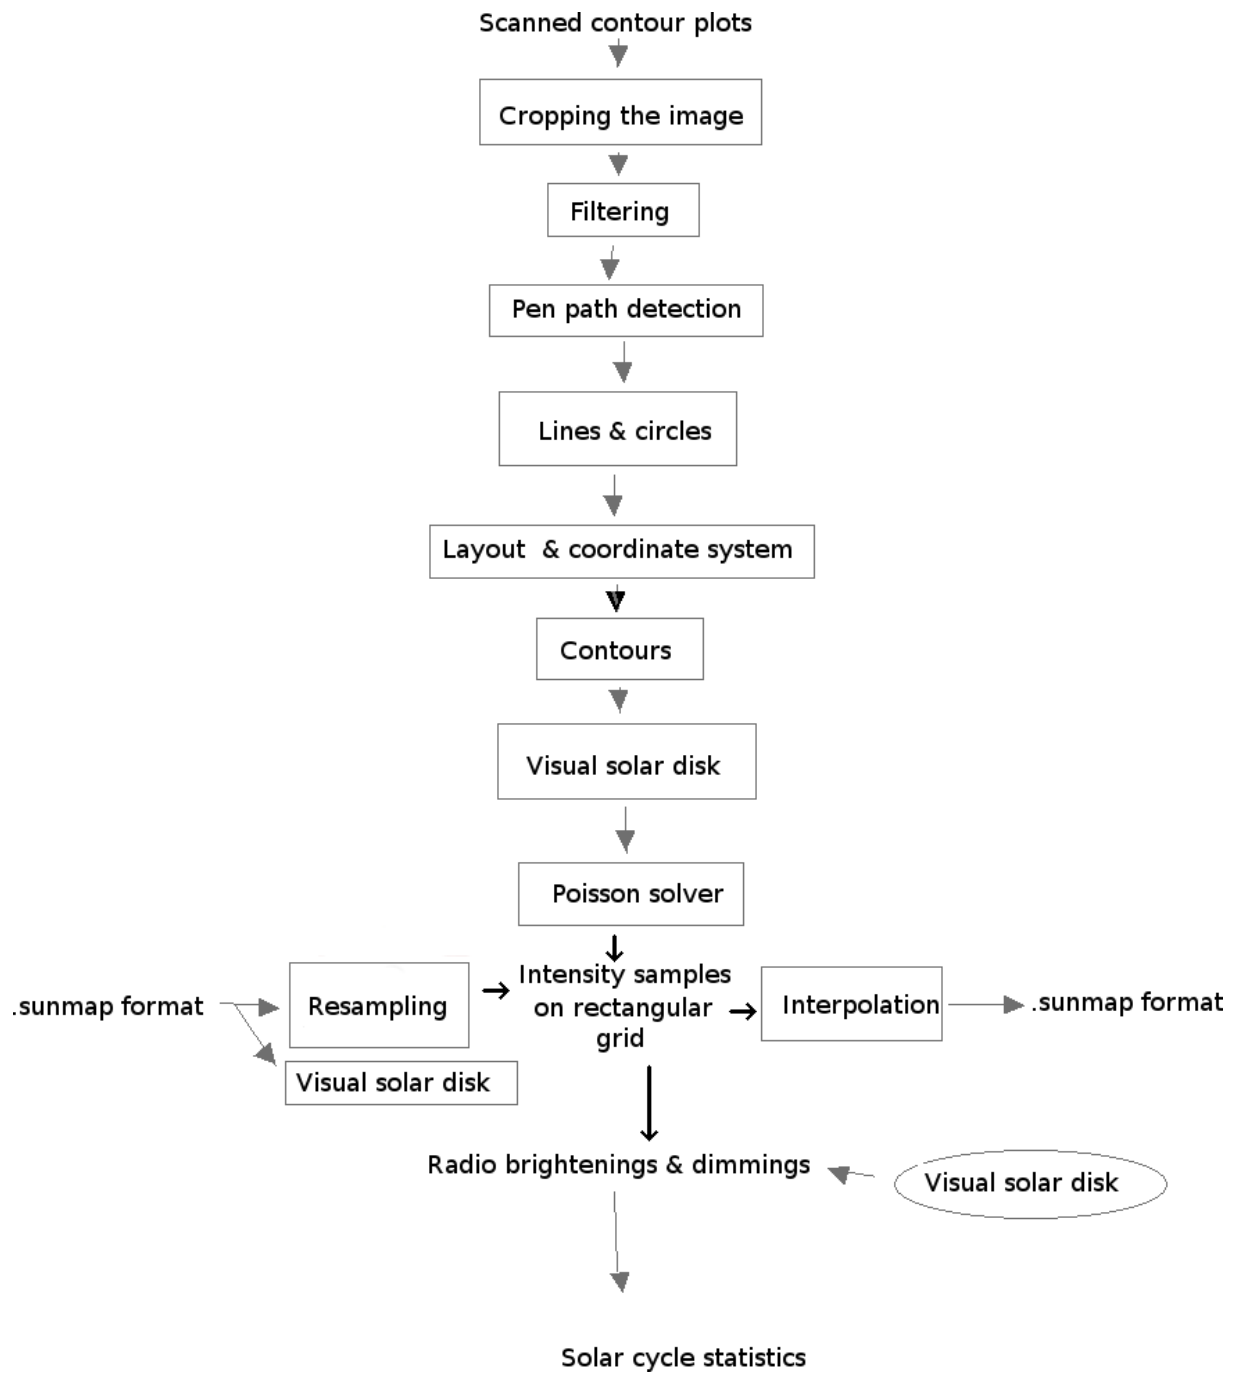 Scanned contour plots
Cropping the image
Filtering
Pen path detection
Lines & circles
Layout & coordinate system
Contours
Visual solar disk
Poisson solver
.sunmap format
Resampling
Visual solar disk
Intensity samples
on rectangular
grid
Interpolation
.sunmap format
Radio brightenings & dimmings
Visual solar disk
Solar cycle statistics